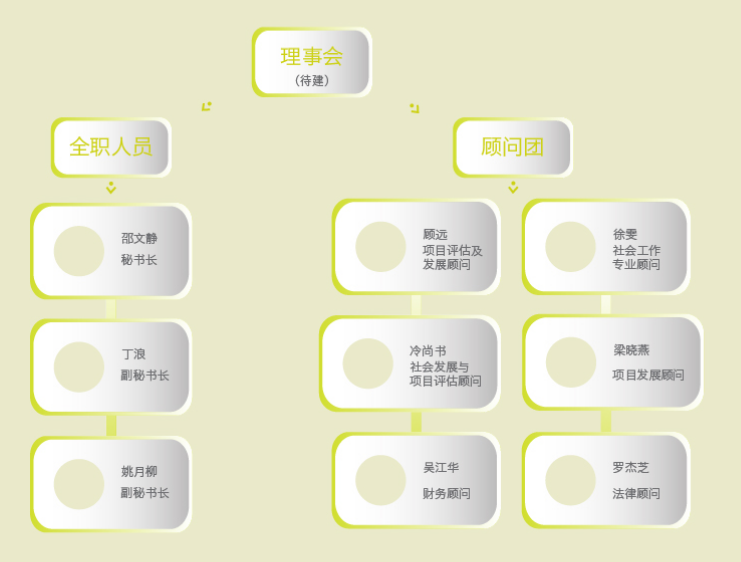 理事会
（待建）
全职人员
顾问团
邵文静
秘书长
丁浪
副秘书长
姚月柳
副秘书长
顾远
项目评估及
发展顾问
徐雯
社会工作
专业顾问
冷尚书
社会发展与
项目评估顾问
梁晓燕
项目发展顾问
吴江华
财务顾问
罗杰芝
法律顾问